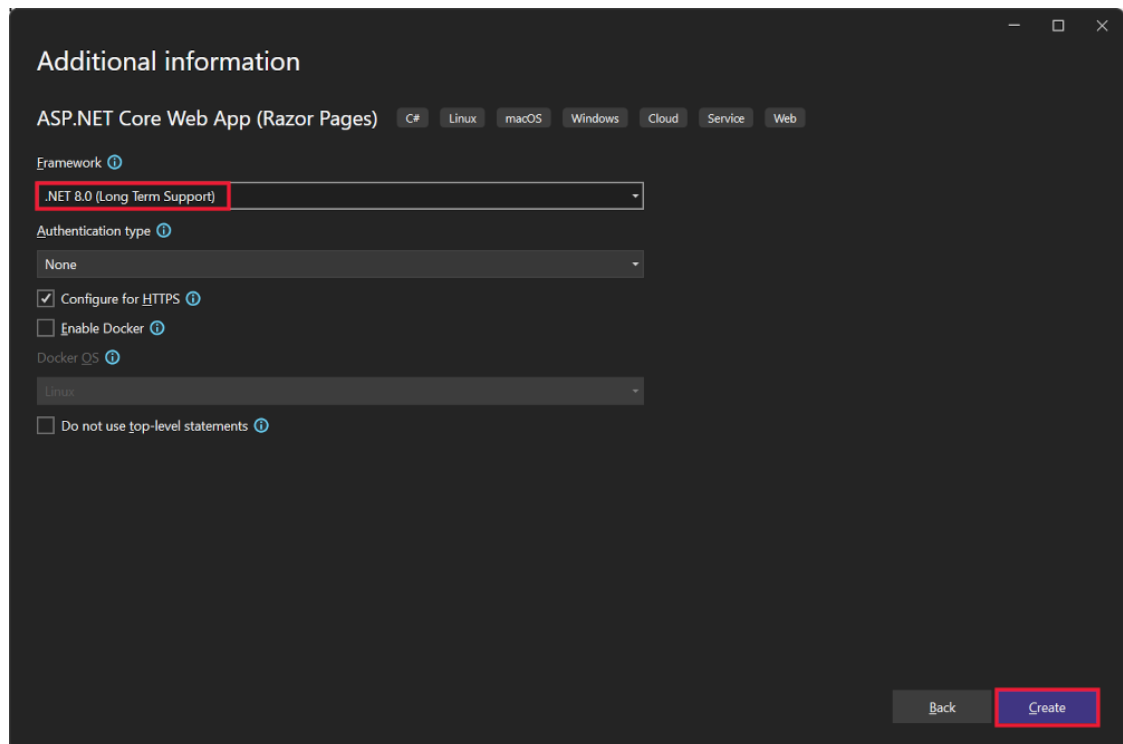 Additional information
ASP.NET Core Web App (Razor Pages) C# Linux macOS Windows Cloud Service Web
Framework
.NET 8.0 (Long Term Support)
Authentication type
None
Configure for HTTPS
Enable Docker
Docker OS
Linux
Do not use top-level statements
Back Create